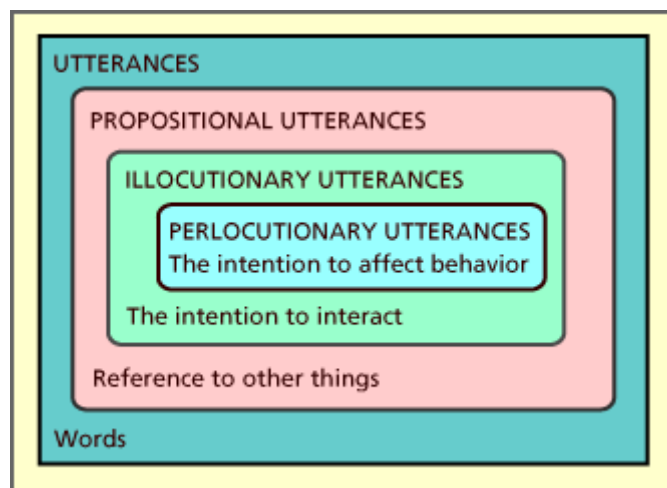 UTTERANCES
PROPOSITIONAL UTTERANCES
ILLOCUTIONARY UTTERANCES
PERLOCUTIONARY UTTERANCES
The intention to affect behavior
The intention to interact
Reference to other things
Words